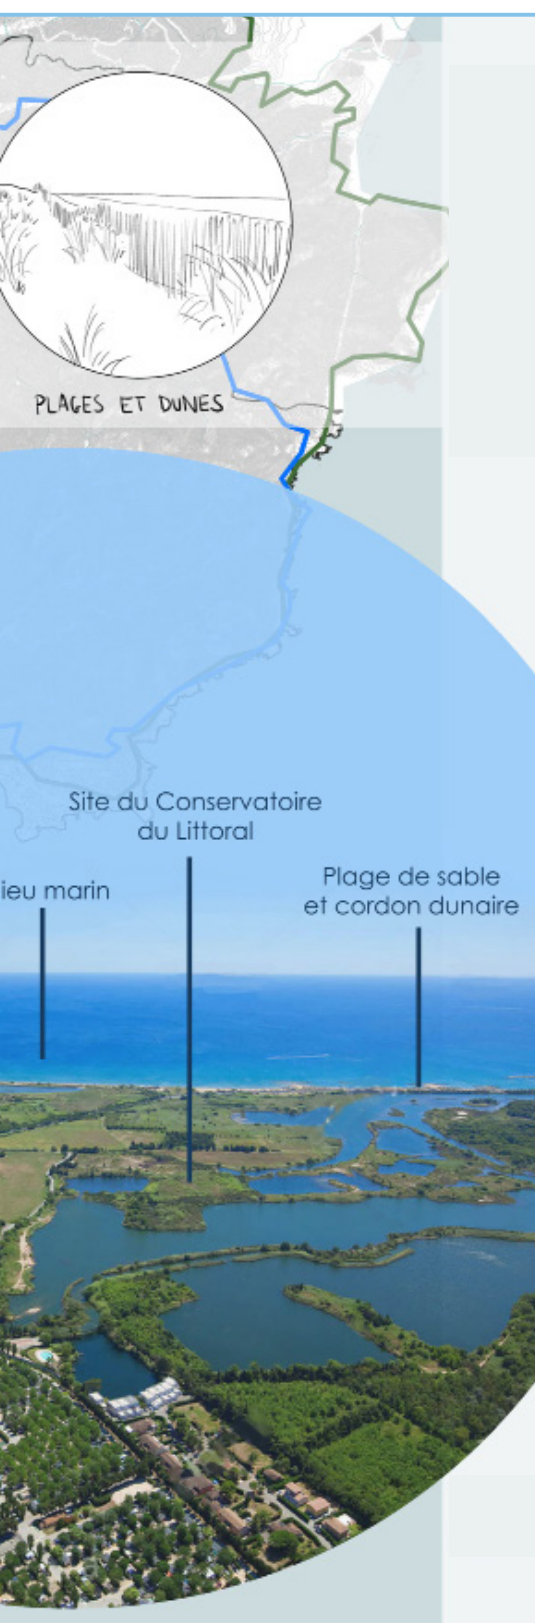 PLAGES ET DUNES
Site du Conservatoire
du Littoral
ieu marin
Plage de sable
et cordon dunaire